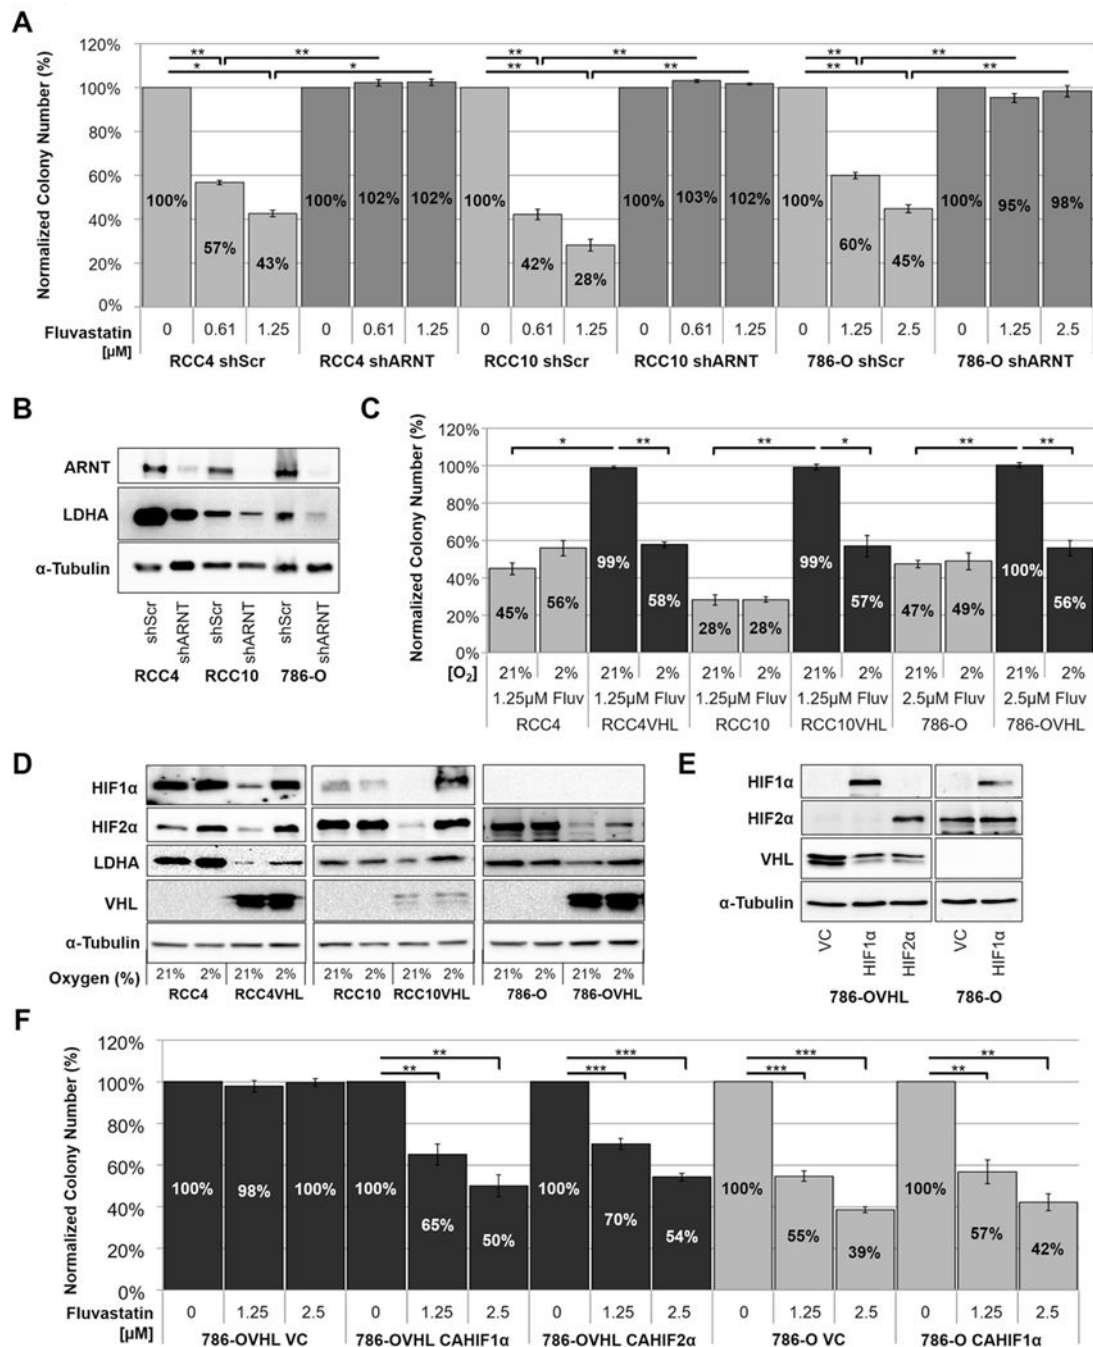 A
Normalized Colony Number (%)
120%
100%
80%
60%
40%
20%
0%
** ** ** ** ** **
* * ** ** ** **
100% 57% 43% 100% 102% 102% 100% 42% 28% 100% 103% 102% 100% 60% 45% 100% 95% 98%
Fluvastatin [µM] 0 0.61 1.25 0 0.61 1.25 0 0.61 1.25 0 0.61 1.25 0 1.25 2.5 0 1.25 2.5
RCC4 shScr RCC4 shARNT RCC10 shScr RCC10 shARNT 786-O shScr 786-O shARNT
B
ARNT
LDHA
α-Tubulin
shScr shARNT shScr shARNT shScr shARNT
RCC4 RCC10 786-O
C
Normalized Colony Number (%)
120%
100%
80%
60%
40%
20%
0%
* ** ** * ** **
45% 56% 99% 58% 28% 28% 99% 57% 47% 49% 100% 56%
[O₂] 21% 2% 21% 2% 21% 2% 21% 2% 21% 2% 21% 2%
1.25µM Fluv 1.25µM Fluv 1.25µM Fluv 1.25µM Fluv 2.5µM Fluv 2.5µM Fluv
RCC4 RCC4VHL RCC10 RCC10VHL 786-O 786-OVHL
D
HIF1α
HIF2α
LDHA
VHL
α-Tubulin
Oxygen (%) 21% 2% 21% 2% 21% 2% 21% 2% 21% 2% 21% 2%
RCC4 RCC4VHL RCC10 RCC10VHL 786-O 786-OVHL
E
HIF1α
HIF2α
VHL
α-Tubulin
VC HIF1α HIF2α VC HIF1α
786-OVHL 786-O
F
Normalized Colony Number (%)
120%
100%
80%
60%
40%
20%
0%
** *** *** **
** *** *** **
100% 98% 100% 100% 65% 50% 100% 70% 54% 100% 55% 39% 100% 57% 42%
Fluvastatin [µM] 0 1.25 2.5 0 1.25 2.5 0 1.25 2.5 0 1.25 2.5 0 1.25 2.5
786-OVHL VC 786-OVHL CAHIF1α 786-OVHL CAHIF2α 786-O VC 786-O CAHIF1α